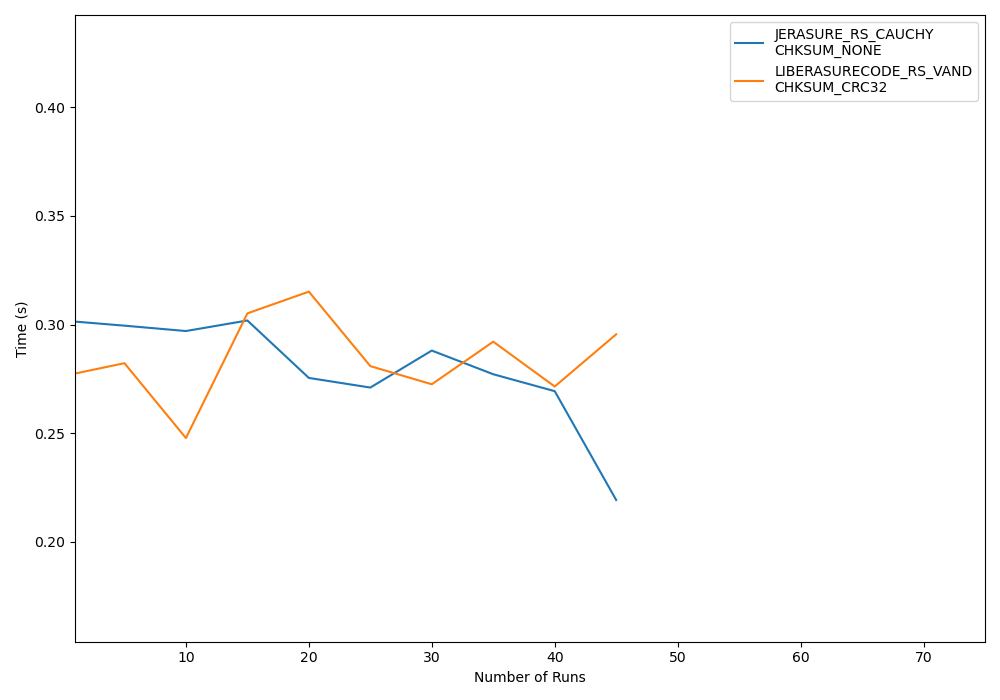 JERASURE_RS_CAUCHY
CHKSUM_NONE
LIBERASURECODE_RS_VAND
CHKSUM_CRC32
0.40
0.35
0.30
0.25
0.20
Time (s)
10 20 30 40 50 60 70
Number of Runs